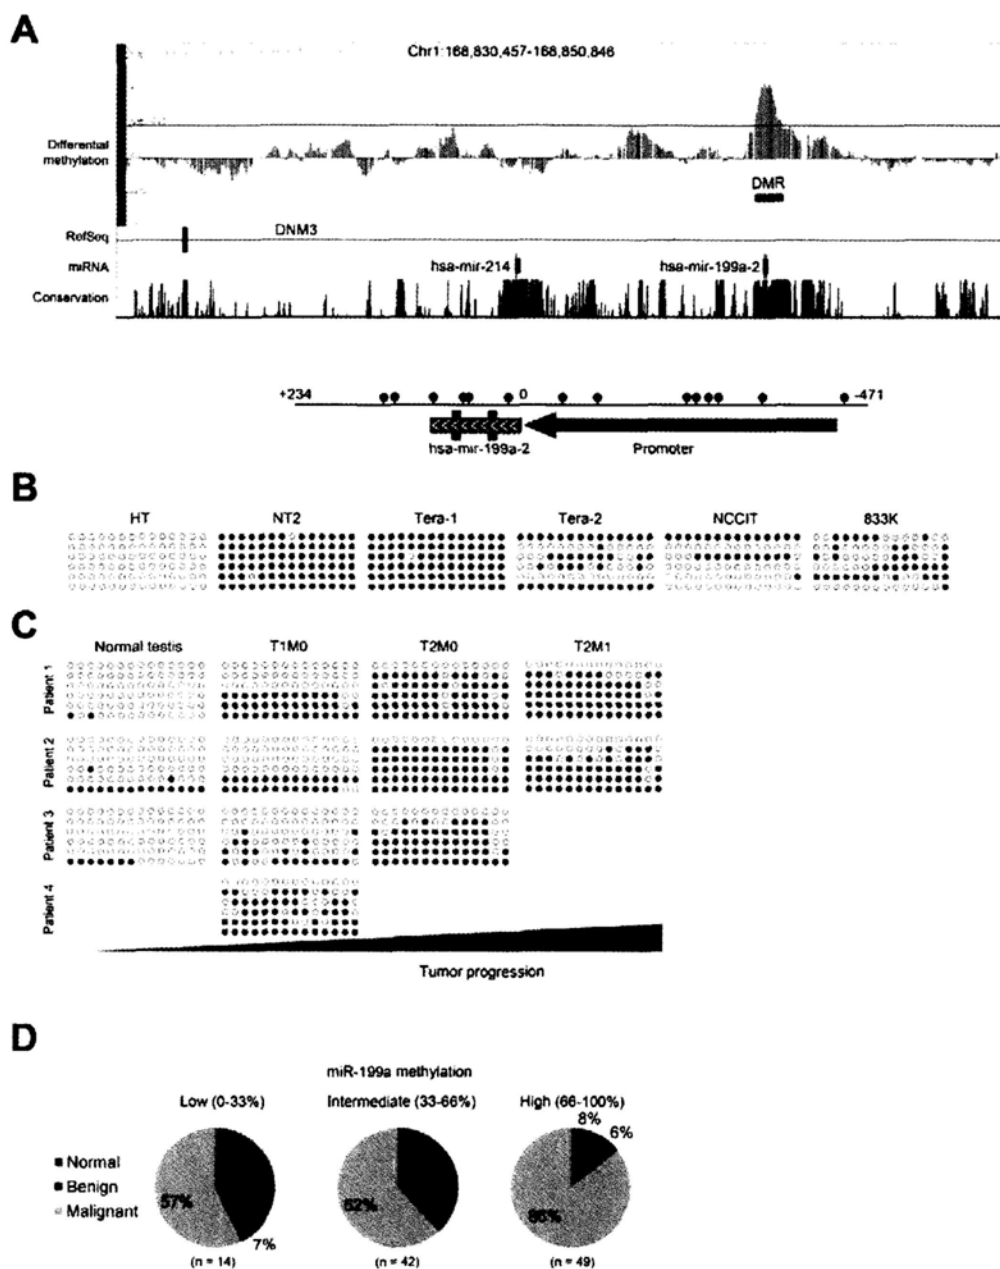 A
Chr1:168,830,457-168,850,846
Differential
methylation
DMR
RefSeq
DNM3
miRNA
hsa-mir-214
hsa-mir-199a-2
Conservation
+234
0
-471
hsa-mir-199a-2
Promoter
B
HT NT2 Tera-1 Tera-2 NCCIT 833K
C
Normal testis T1M0 T2M0 T2M1
Patient 1
Patient 2
Patient 3
Patient 4
Tumor progression
D
miR-199a methylation
Low (0-33%) Intermediate (33-66%) High (66-100%)
8%
6%
Normal
Benign
Malignant
57%
62%
86%
7%
(n = 14) (n = 42) (n = 49)